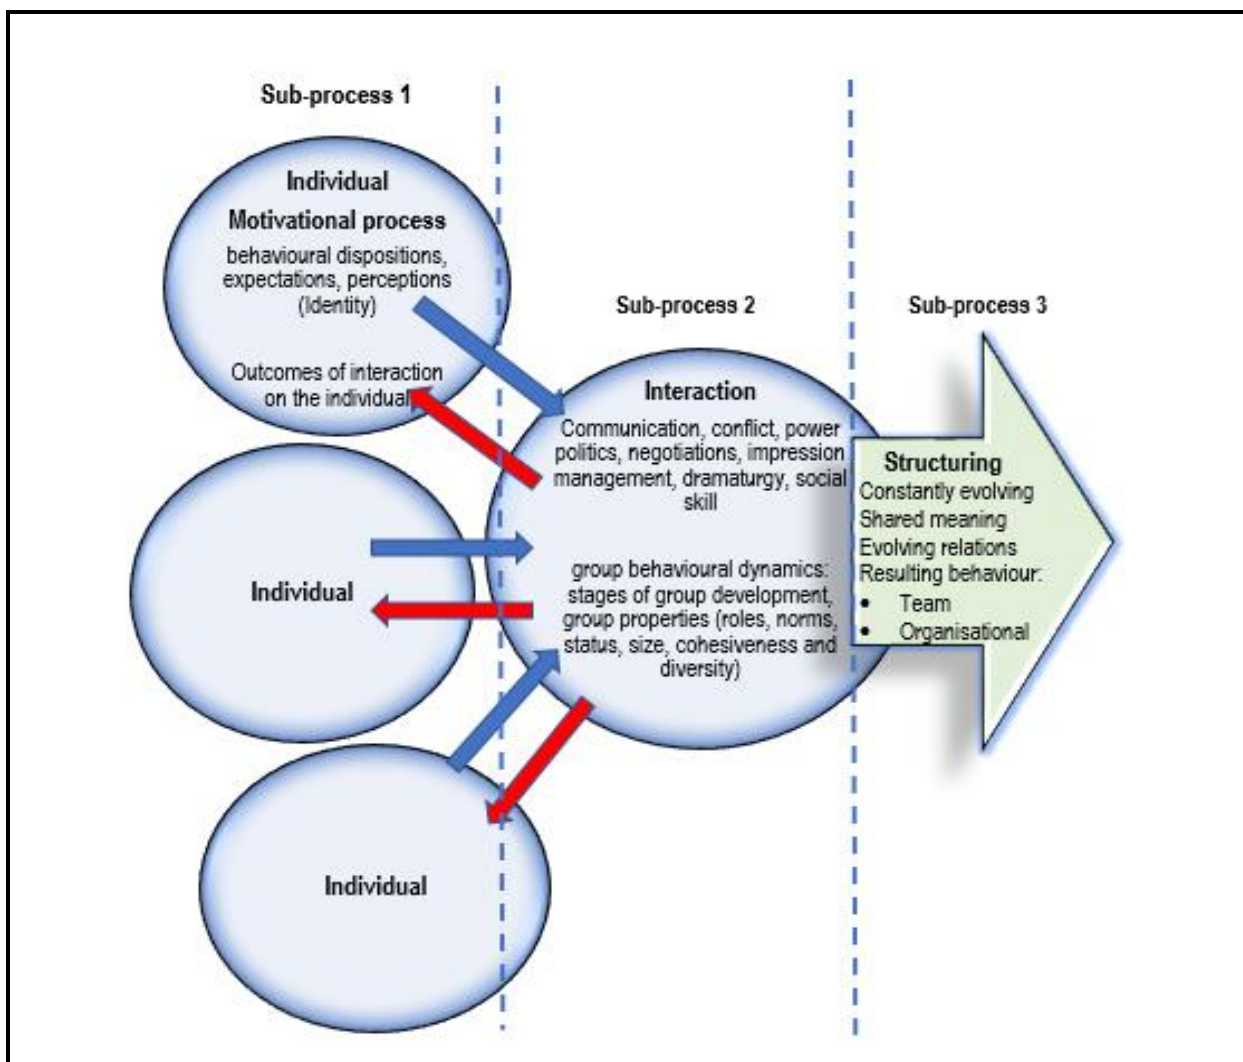 Sub-process 1
Individual
Motivational process
behavioural dispositions,
expectations, perceptions
(Identity)
Outcomes of interaction
on the individual
Individual
Individual
Sub-process 2
Interaction
Communication, conflict, power
politics, negotiations, impression
management, dramaturgy, social
skill
group behavioural dynamics:
stages of group development,
group properties (roles, norms,
status, size, cohesiveness and
diversity)
Sub-process 3
Structuring
Constantly evolving
Shared meaning
Evolving relations
Resulting behaviour:
• Team
• Organisational